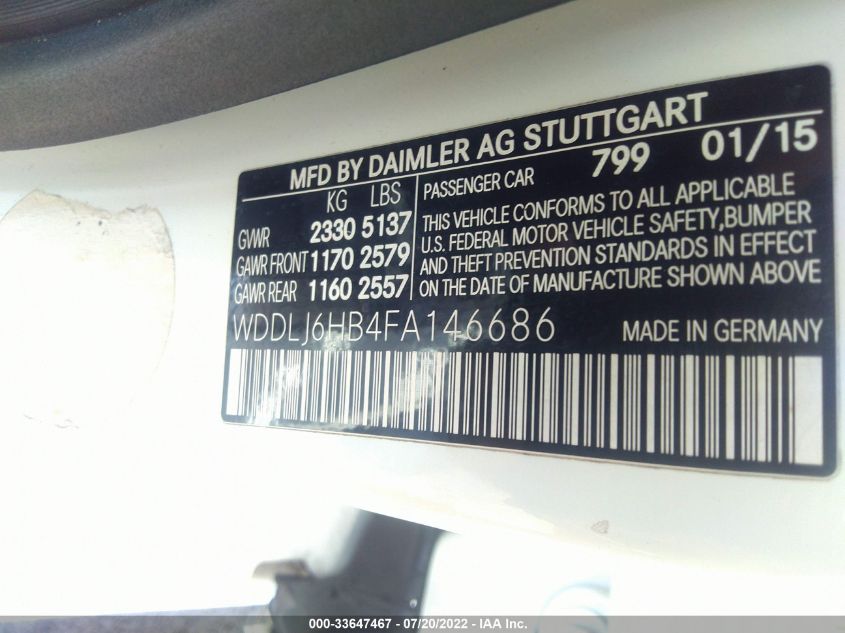 MFD BY DAIMLER AG STUTTGART
KG LBS
GVWR 2330 5137
GAWR FRONT 1170 2579
GAWR REAR 1160 2557
PASSENGER CAR 799 01/15
THIS VEHICLE CONFORMS TO ALL APPLICABLE
U.S. FEDERAL MOTOR VEHICLE SAFETY, BUMPER
AND THEFT PREVENTION STANDARDS IN EFFECT
ON THE DATE OF MANUFACTURE SHOWN ABOVE
WDDLJ6HB4FA146686 MADE IN GERMANY
000-33647467 - 07/20/2022 - IAA Inc.